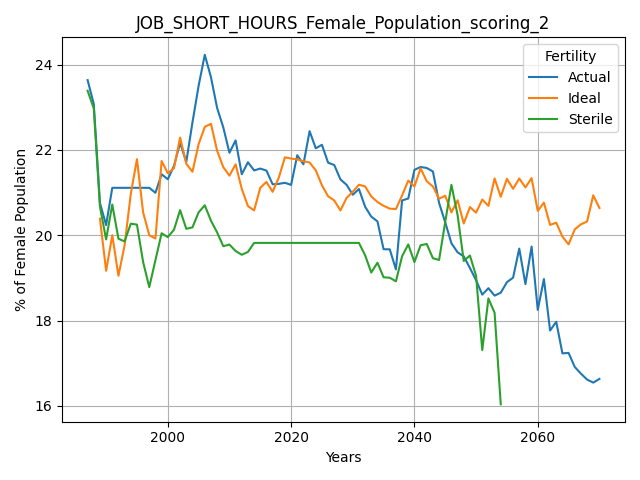 JOB_SHORT_HOURS_Female_Population_scoring_2
Fertility
Actual
Ideal
Sterile
% of Female Population
24
22
20
18
16
2000 2020 2040 2060
Years